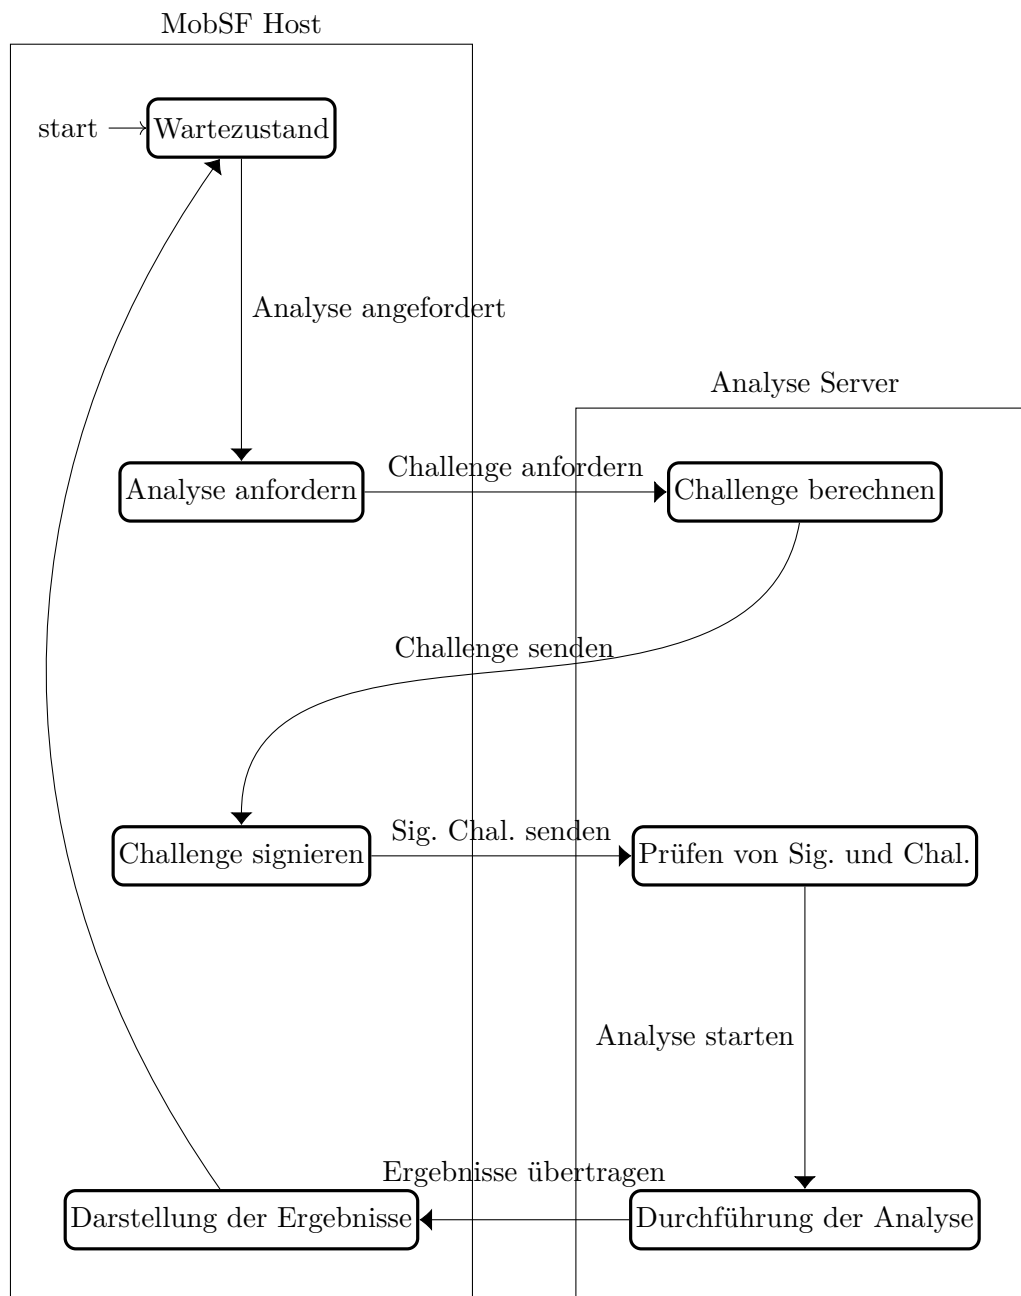 MobSF Host
start
Wartezustand
Analyse angefordert
Analyse Server
Analyse anfordern
Challenge anfordern
Challenge berechnen
Challenge senden
Challenge signieren
Sig. Chal. senden
Prüfen von Sig. und Chal.
Analyse starten
Ergebnisse übertragen
Darstellung der Ergebnisse
Durchführung der Analyse